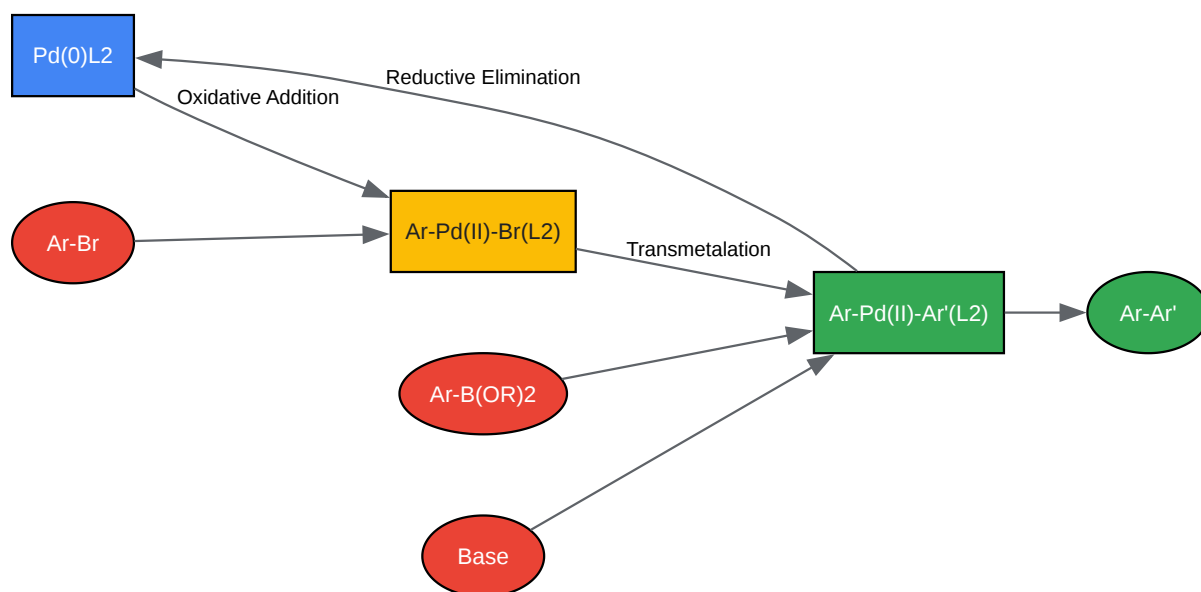 Pd(0)L2
Reductive Elimination
Oxidative Addition
Ar-Br
Ar-Pd(II)-Br(L2)
Transmetalation
Ar-Pd(II)-Ar'(L2)
Ar-Ar'
Ar-B(OR)2
Base